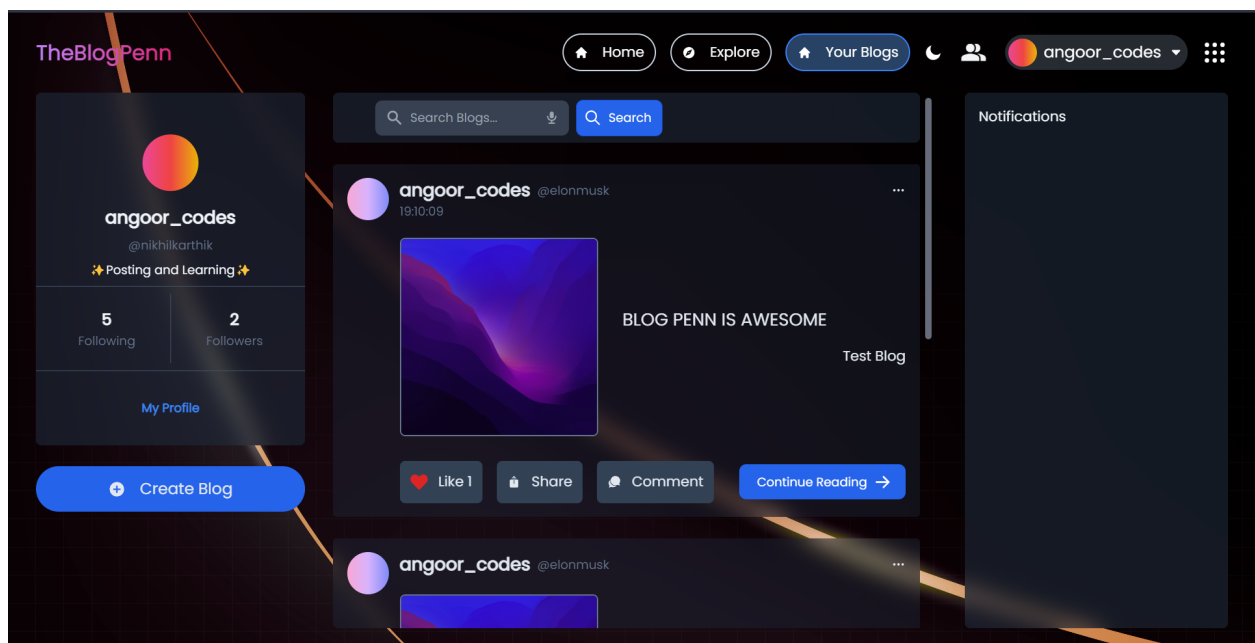 TheBlogPenn
Home
Explore
Your Blogs
angoor_codes
angoor_codes
@nikhilkarthik
✨Posting and Learning✨
5
Following
2
Followers
My Profile
Create Blog
Search Blogs...
Search
angoor_codes @elonmusk
19:10:09
BLOG PENN IS AWESOME
Test Blog
Like 1
Share
Comment
Continue Reading →
angoor_codes @elonmusk
Notifications